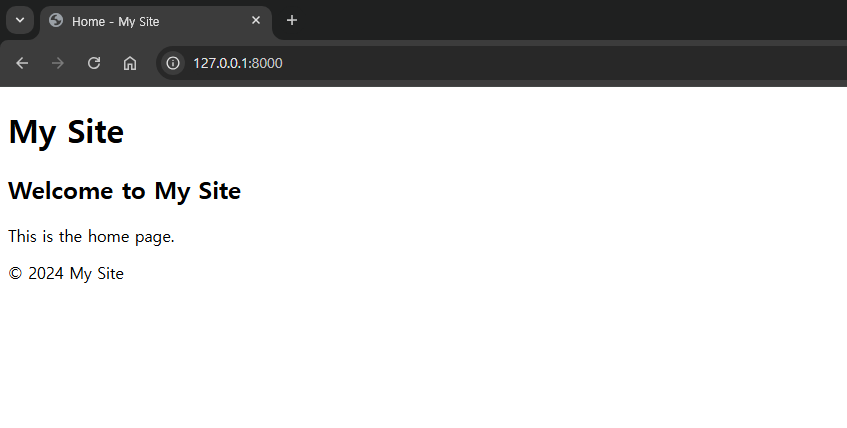 Home - My Site
127.0.0.1:8000
My Site
Welcome to My Site
This is the home page.
© 2024 My Site